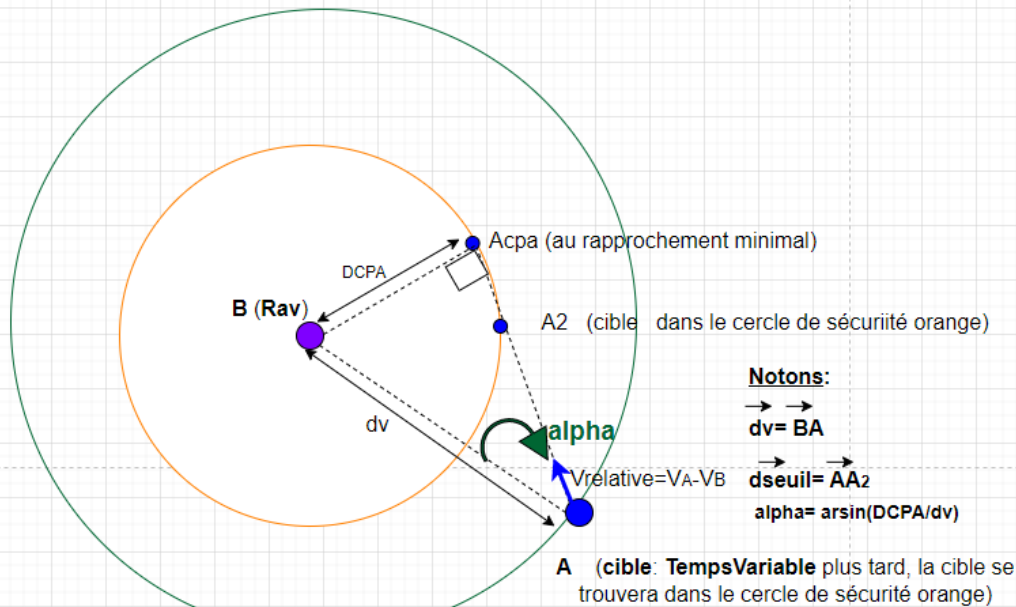 Acpa (au rapprochement minimal)
DCPA
B (Rav)
A2 (cible dans le cercle de sécuriité orange)
Notons:
dv= BA
dv
alpha
Vrelative=VA-VB
dseuil= AA2
alpha= arsin(DCPA/dv)
A (cible: TempsVariable plus tard, la cible se
trouvera dans le cercle de sécurité orange)